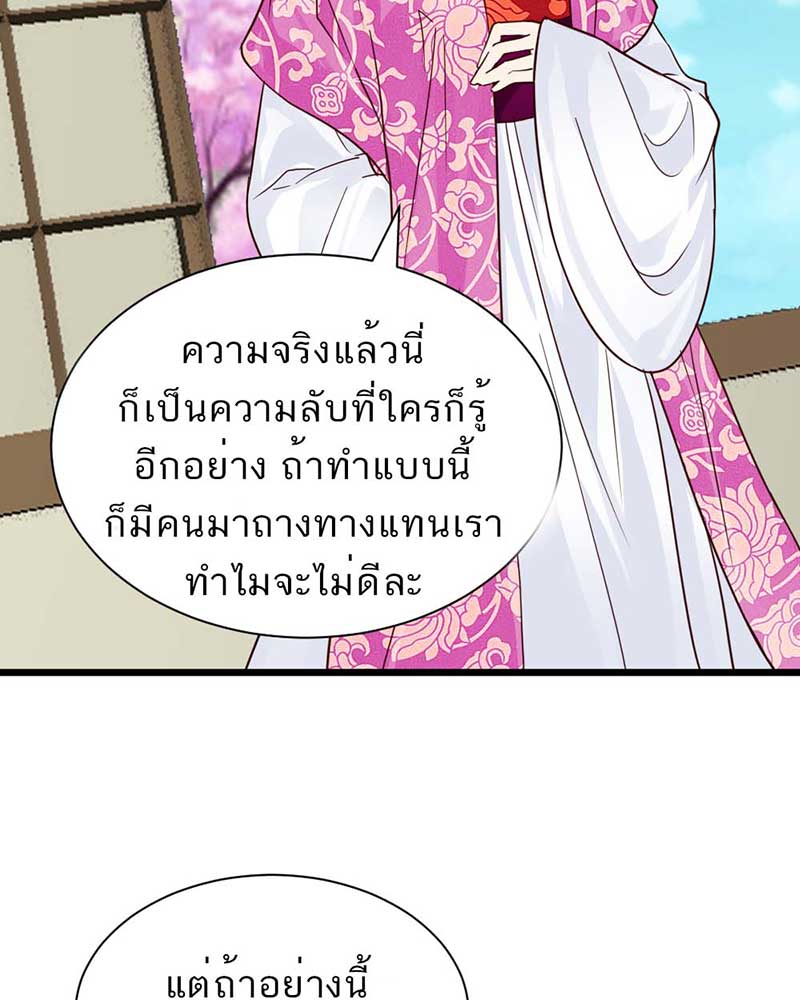 ความจริงแล้วนี่
ก็เป็นความลับที่ใครก็รู้
อีกอย่าง ถ้าทำแบบนี้
ก็มีคนมาถางทางแทนเรา
ทำไมจะไม่ดีละ
แต่ถ้าอย่างนี้